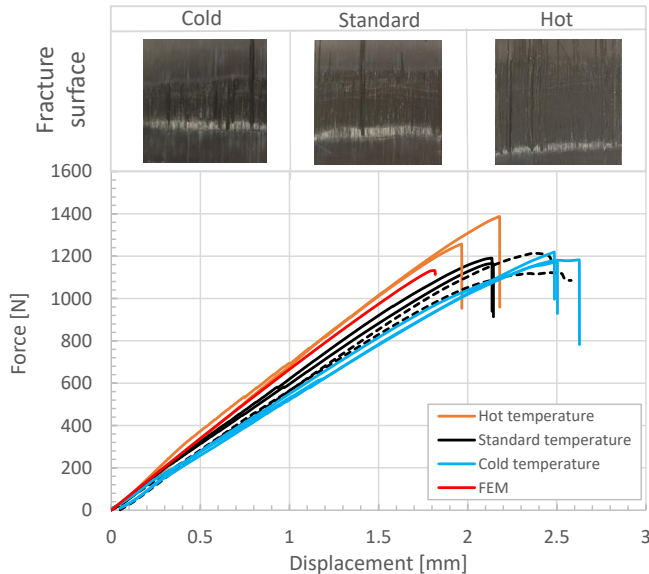 Cold Standard Hot
Fracture
surface
1600
1400
1200
1000
800
600
400
200
0
Force [N]
Hot temperature
Standard temperature
Cold temperature
FEM
0 0.5 1 1.5 2 2.5 3
Displacement [mm]